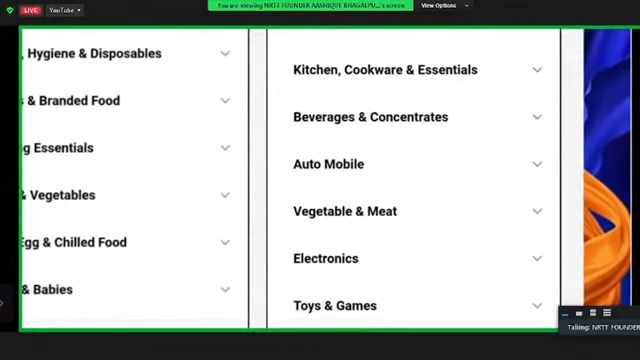 LIVE
YouTube
You are viewing NRTT FOUNDER AASHIQUE BHAGALPU...'s screen
View Options
, Hygiene & Disposables
s & Branded Food
g Essentials
& Vegetables
Egg & Chilled Food
& Babies
Kitchen, Cookware & Essentials
Beverages & Concentrates
Auto Mobile
Vegetable & Meat
Electronics
Toys & Games
Talking: NRTT FOUNDER